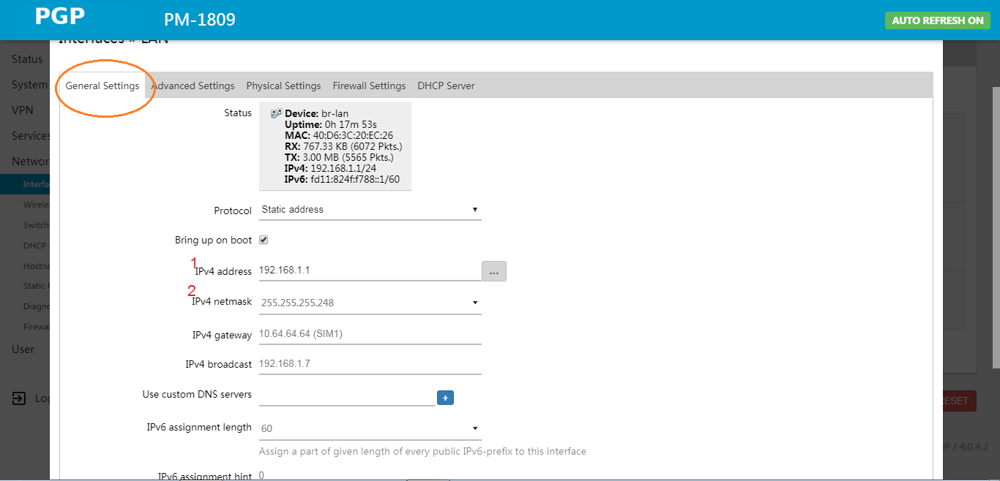 PGP
PM-1809
AUTO REFRESH ON
Interfaces » LAN
Status
System
VPN
Services
Networ
Interfa
Wireles
Switch
DHCP
Hostna
Static
Diagno
Firewal
User
Log
General Settings
Advanced Settings
Physical Settings
Firewall Settings
DHCP Server
Status
Device: br-lan
Uptime: 0h 17m 53s
MAC: 40:D6:3C:20:EC:26
RX: 767.33 KB (6072 Pkts.)
TX: 3.00 MB (5565 Pkts.)
IPv4: 192.168.1.1/24
IPv6: fd11:824f:f788::1/60
Protocol Static address
Bring up on boot
1
IPv4 address 192.168.1.1 ...
2
IPv4 netmask 255.255.255.248
IPv4 gateway 10.64.64.64 (SIM1)
IPv4 broadcast 192.168.1.7
Use custom DNS servers +
IPv6 assignment length 60
Assign a part of given length of every public IPv6-prefix to this interface
IPv6 assignment hint 0
ESET
P / 4.0.4.2